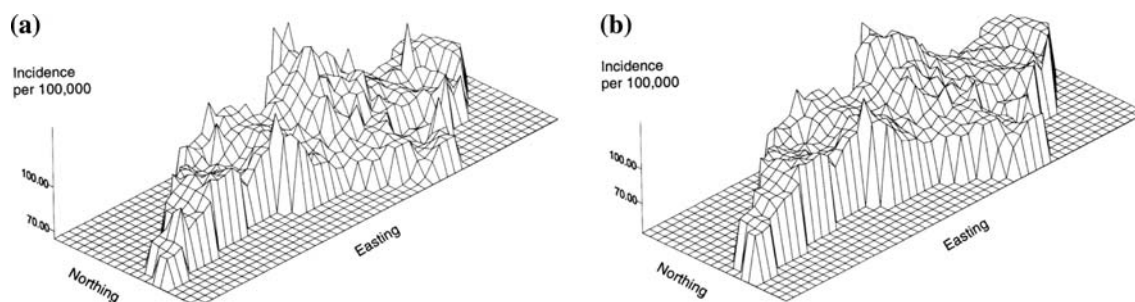 (a)
Incidence
per 100,000
100.00
70.00
Northing
Easting
(b)
Incidence
per 100,000
100.00
70.00
Northing
Easting